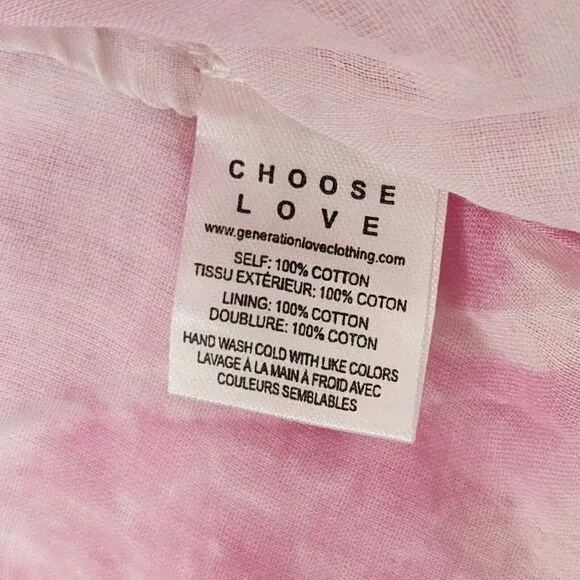 CHOOSE
LOVE
www.generationloveclothing.com
SELF: 100% COTTON
TISSU EXTÉRIEUR: 100% COTON
LINING: 100% COTTON
DOUBLURE: 100% COTON
HAND WASH COLD WITH LIKE COLORS
LAVAGE À LA MAIN À FROID AVEC
COULEURS SEMBLABLES